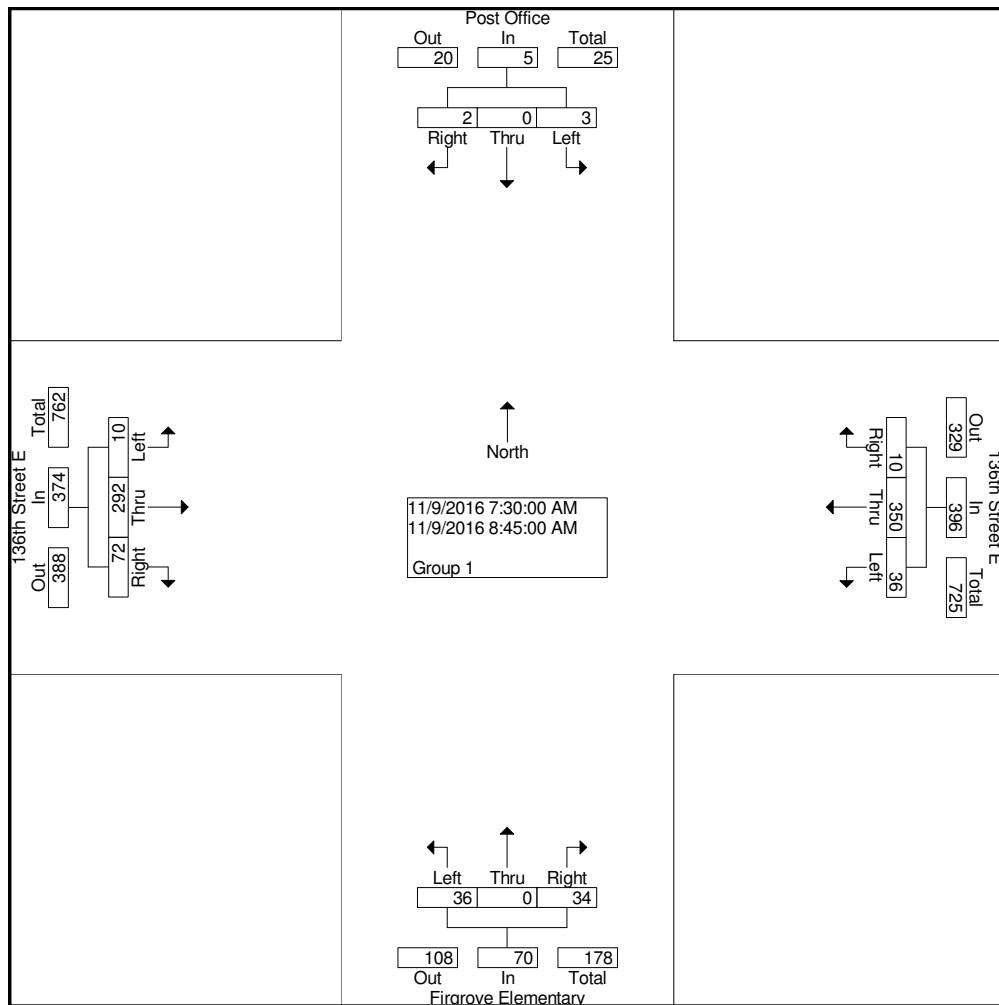 Post Office
Out In Total
20 5 25
2 0 3
Right Thru Left
136th Street E
Total In Out
762 374 388
10 292 72
Left Thru Right
North
11/9/2016 7:30:00 AM
11/9/2016 8:45:00 AM
Group 1
Right Thru Left
10 350 36
329 396 725
Out In Total
136th Street E
Left Thru Right
36 0 34
108 70 178
Out In Total
Firgrove Elementary